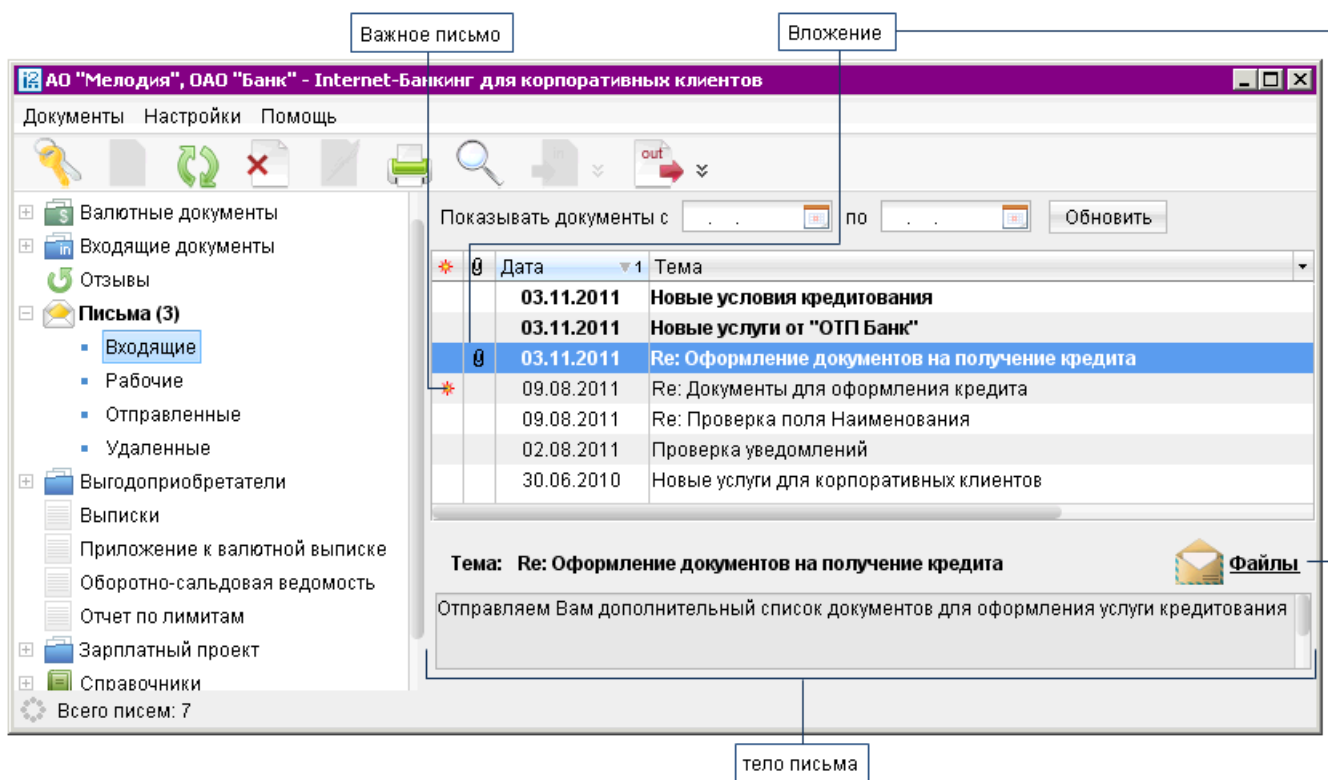 Важное письмо
Вложение
i2 АО "Мелодия", ОАО "Банк" - Internet-Банкинг для корпоративных клиентов
Документы Настройки Помощь
in
out
Валютные документы
Входящие документы
Отзывы
Письма (3)
Входящие
Рабочие
Отправленные
Удаленные
Выгодоприобретатели
Выписки
Приложение к валютной выписке
Оборотно-сальдовая ведомость
Отчет по лимитам
Зарплатный проект
Справочники
Показывать документы с . . по . . Обновить
Дата 1 Тема
03.11.2011 Новые условия кредитования
03.11.2011 Новые услуги от "ОТП Банк"
03.11.2011 Re: Оформление документов на получение кредита
09.08.2011 Re: Документы для оформления кредита
09.08.2011 Re: Проверка поля Наименования
02.08.2011 Проверка уведомлений
30.06.2010 Новые услуги для корпоративных клиентов
Тема: Re: Оформление документов на получение кредита Файлы
Отправляем Вам дополнительный список документов для оформления услуги кредитования
Всего писем: 7
тело письма